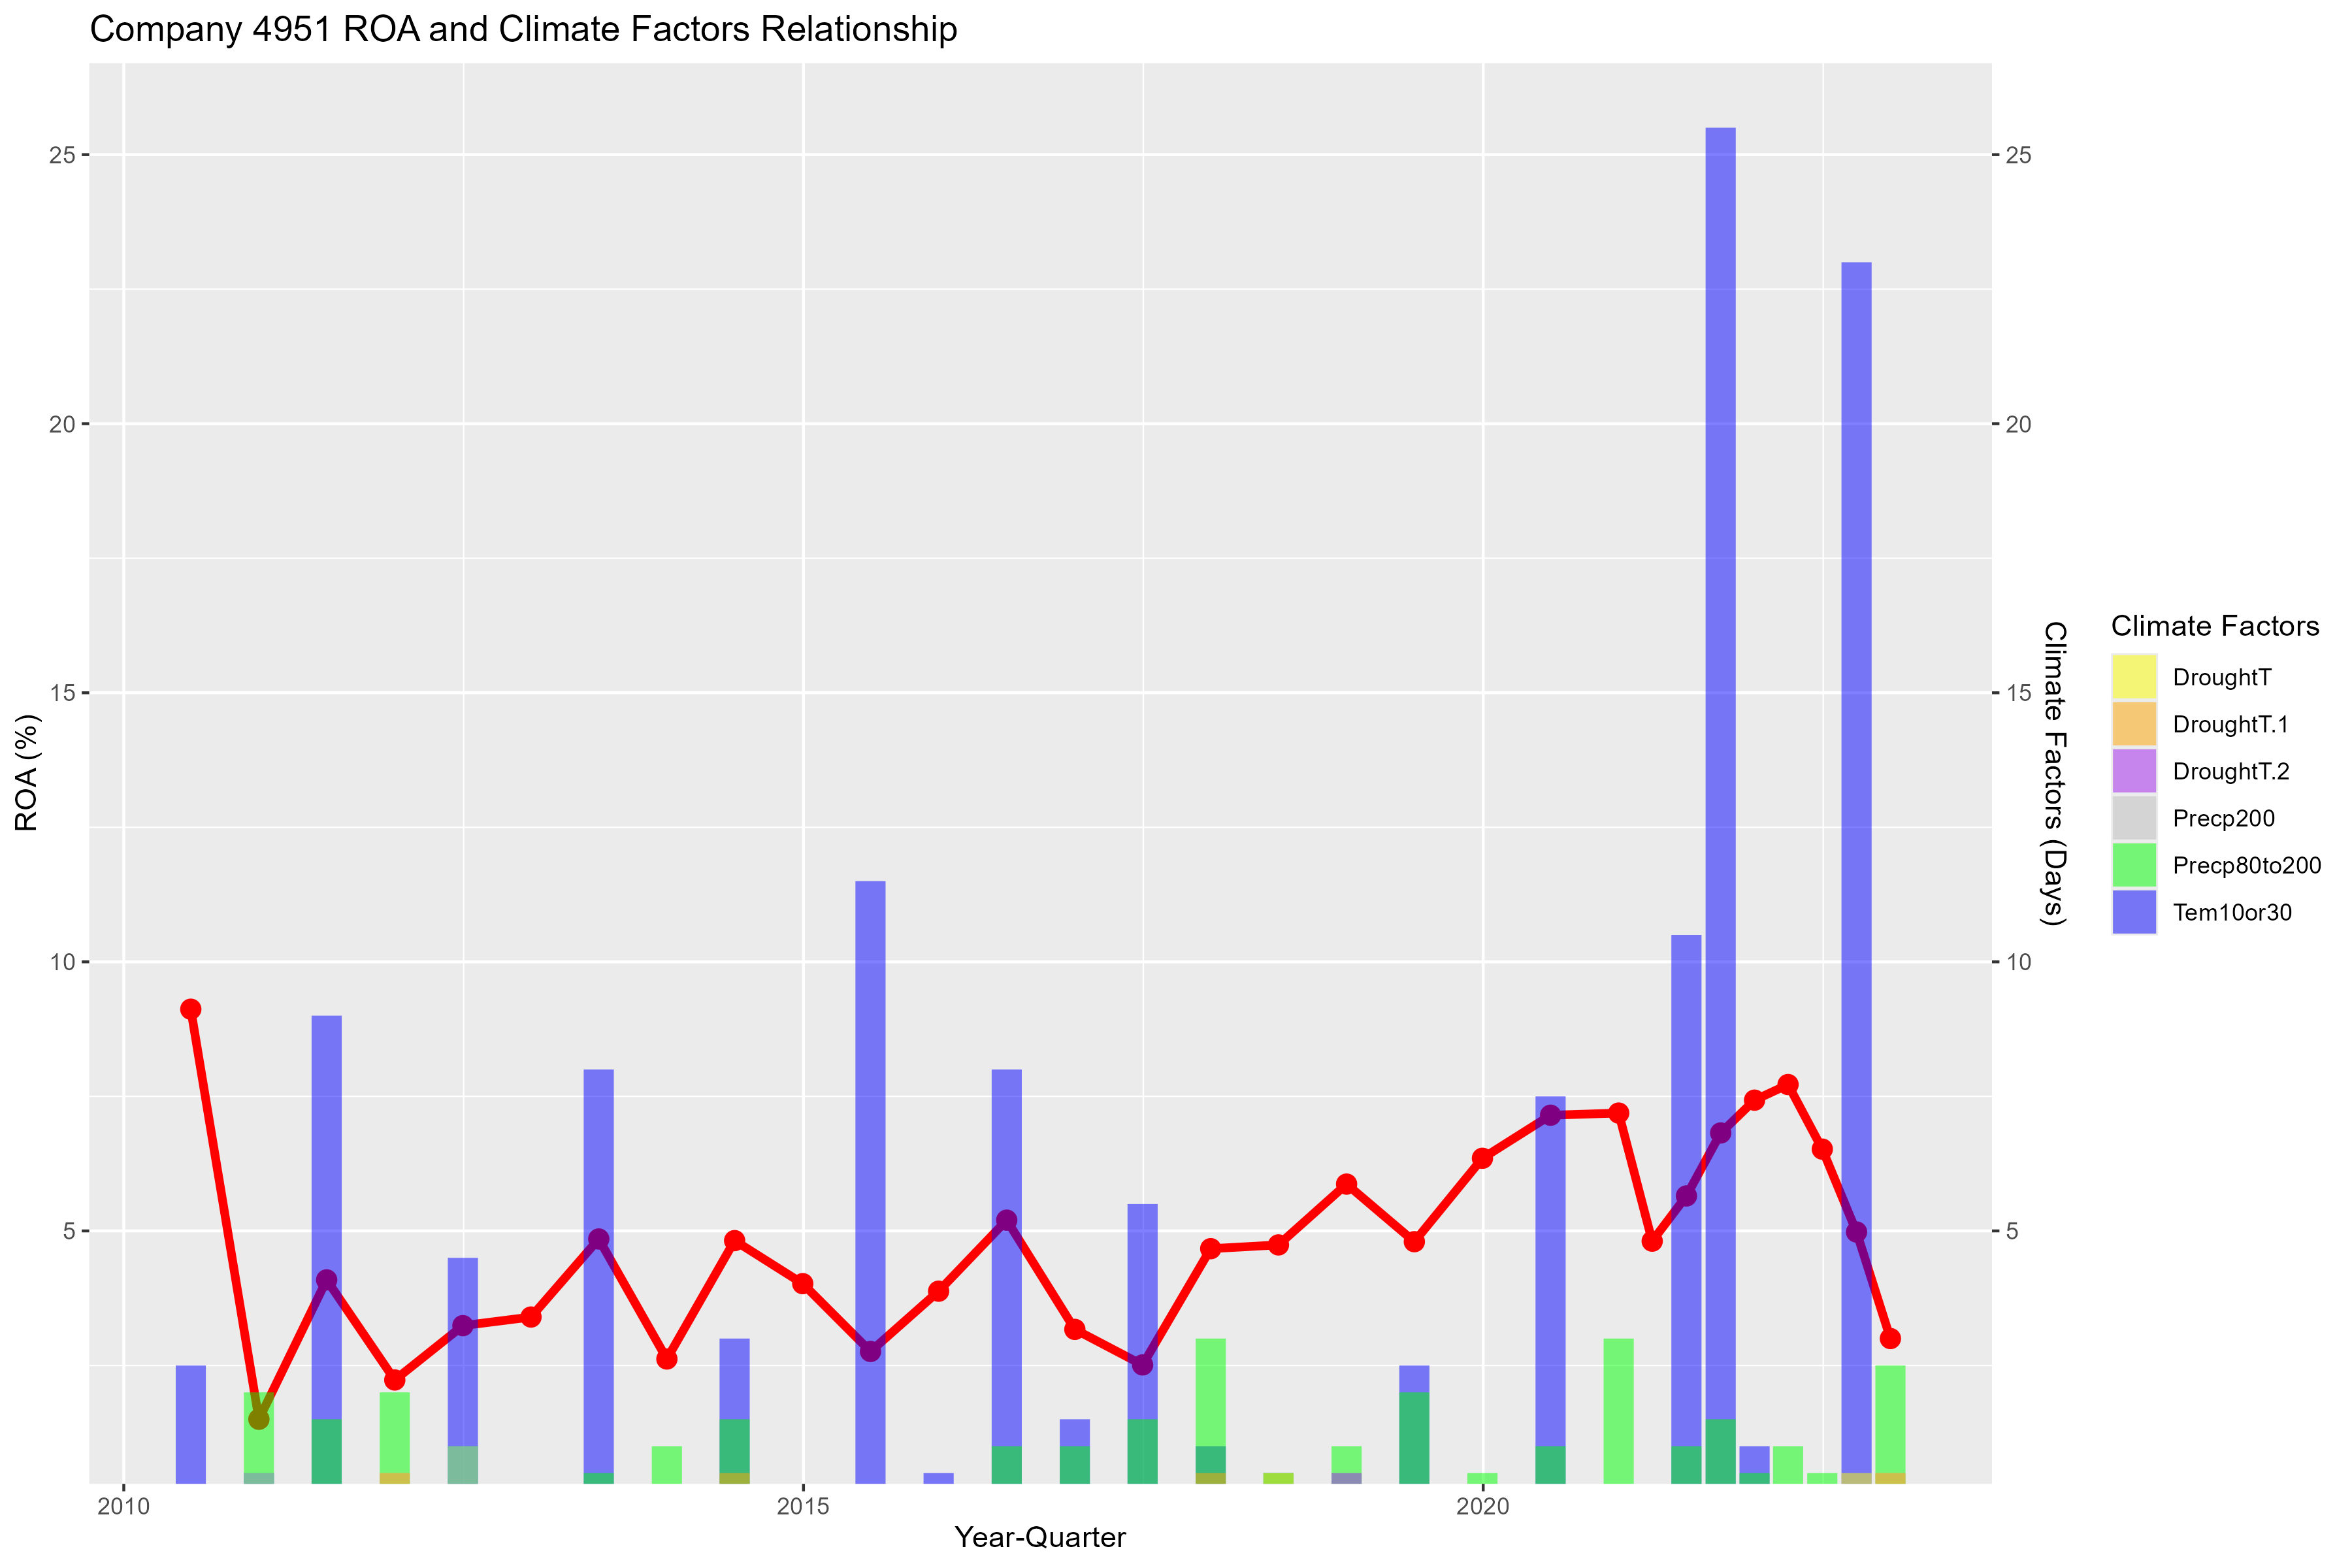 Company 4951 ROA and Climate Factors Relationship
25
20
15
10
5
ROA (%)
25
20
15
10
5
Climate Factors (Days)
2010
2015
2020
Year-Quarter
Climate Factors
DroughtT
DroughtT.1
DroughtT.2
Precp200
Precp80to200
Tem10or30